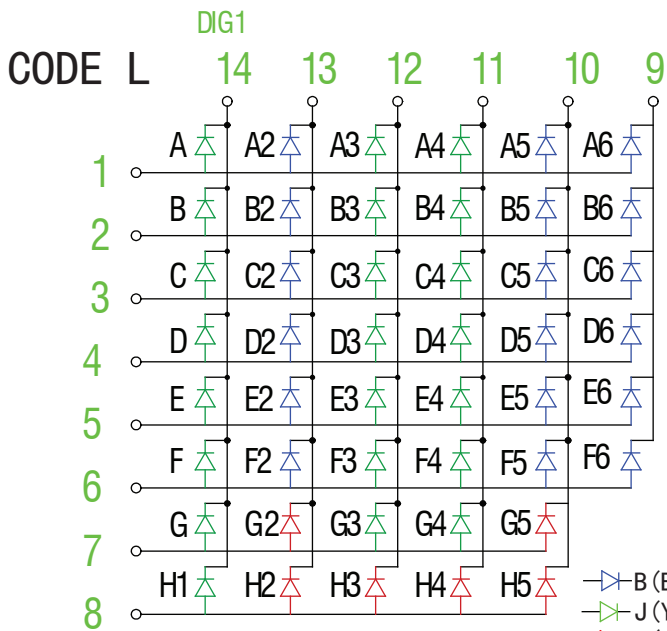 DIG1
CODE L 14 13 12 11 10 9
A A2 A3 A4 A5 A6
1
B B2 B3 B4 B5 B6
2
C C2 C3 C4 C5 C6
3
D D2 D3 D4 D5 D6
4
E E2 E3 E4 E5 E6
5
F F2 F3 F4 F5 F6
6
G G2 G3 G4 G5
7
H1 H2 H3 H4 H5
B(
8
J(Y